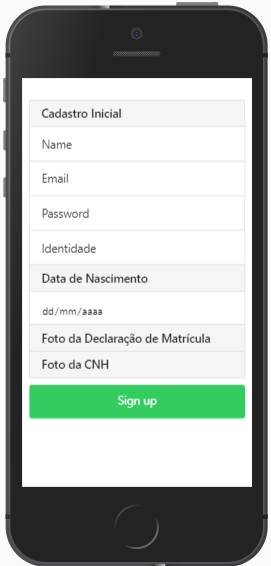 Cadastro Inicial
Name
Email
Password
Identidade
Data de Nascimento
dd/mm/aaaa
Foto da Declaração de Matrícula
Foto da CNH
Sign up